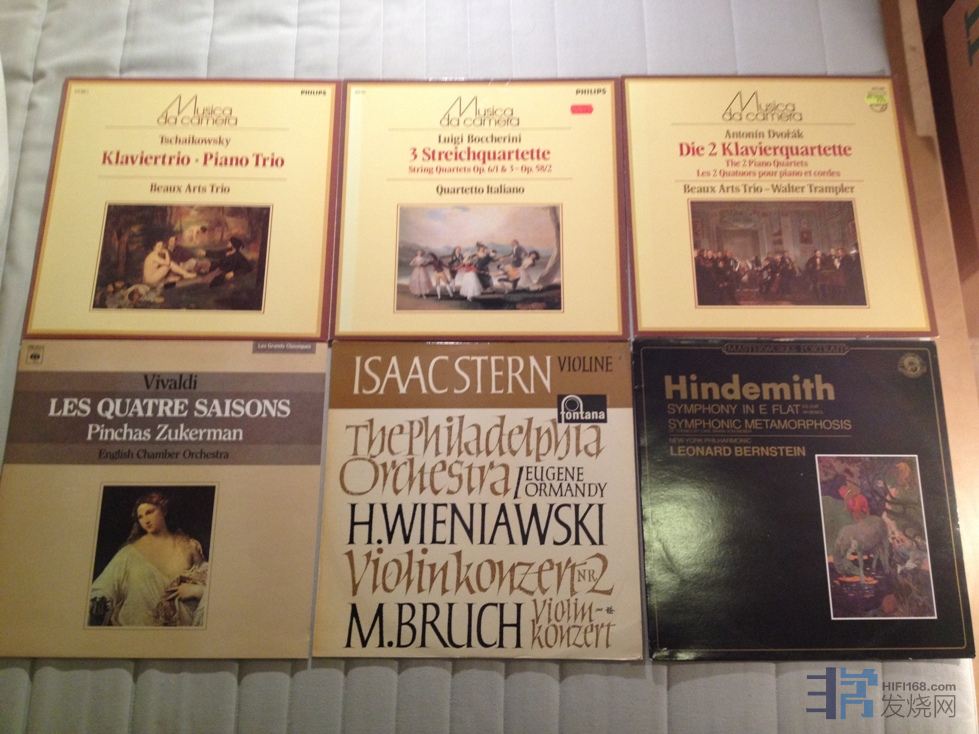 Musica
da camera
PHILIPS
Tschaikowsky
Klaviertrio · Piano Trio
Beaux Arts Trio
Musica
da camera
PHILIPS
Luigi Boccherini
3 Streichquartette
String Quartets Op. 6/1 & 3 – Op. 58/2
Quartetto Italiano
Musica
da camera
Antonín Dvořák
Die 2 Klavierquartette
The 2 Piano Quartets
Les 2 Quatuors pour piano et cordes
Beaux Arts Trio – Walter Trampler
Les Grands Classiques
Vivaldi
LES QUATRE SAISONS
Pinchas Zukerman
English Chamber Orchestra
ISAAC STERN VIOLINE
fontana
The Philadelphia
Orchestra / EUGENE
ORMANDY
H.WIENIAWSKI
Violinkonzert NR 2
M.BRUCH Violin-
konzert
MASTERWORKS PORTRAIT
Hindemith
SYMPHONY IN E FLAT
SYMPHONIC METAMORPHOSIS
NEW YORK PHILHARMONIC
LEONARD BERNSTEIN
HIFI168.com
发烧网